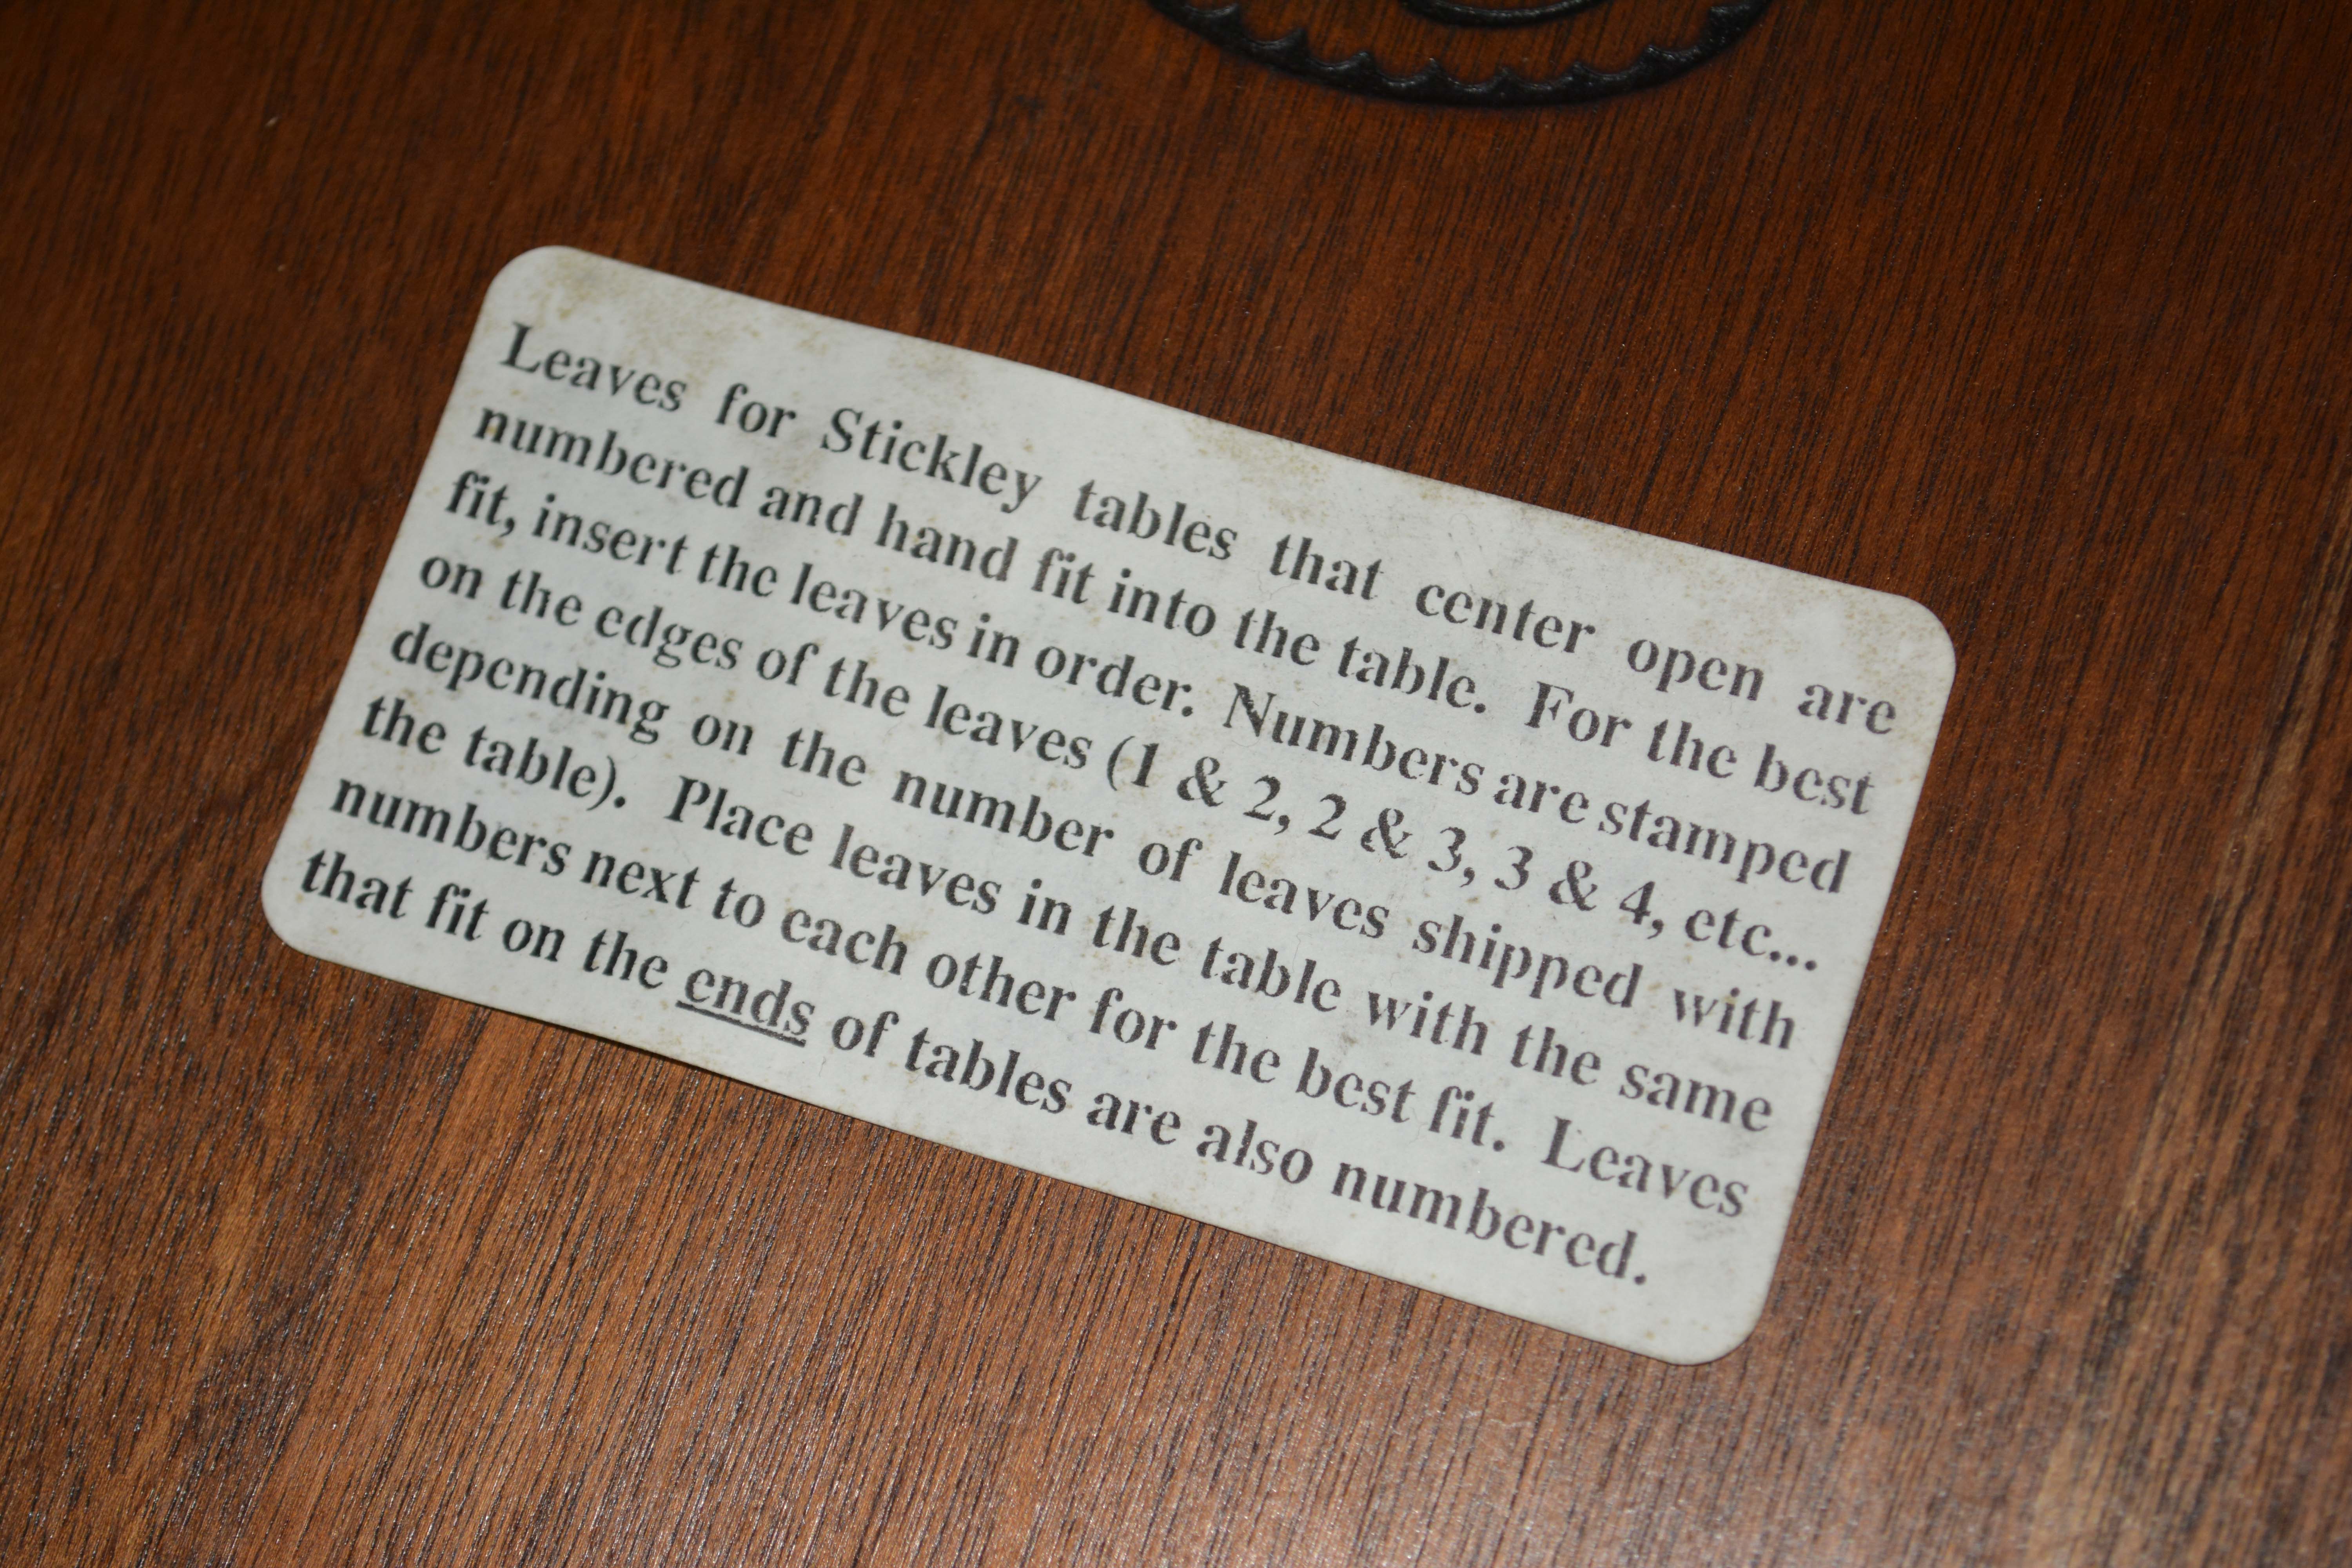 Leaves for Stickley tables that center open are
numbered and hand fit into the table. For the best
fit, insert the leaves in order. Numbers are stamped
on the edges of the leaves (1 & 2, 2 & 3, 3 & 4, etc...
depending on the number of leaves shipped with
the table). Place leaves in the table with the same
numbers next to each other for the best fit. Leaves
that fit on the ends of tables are also numbered.